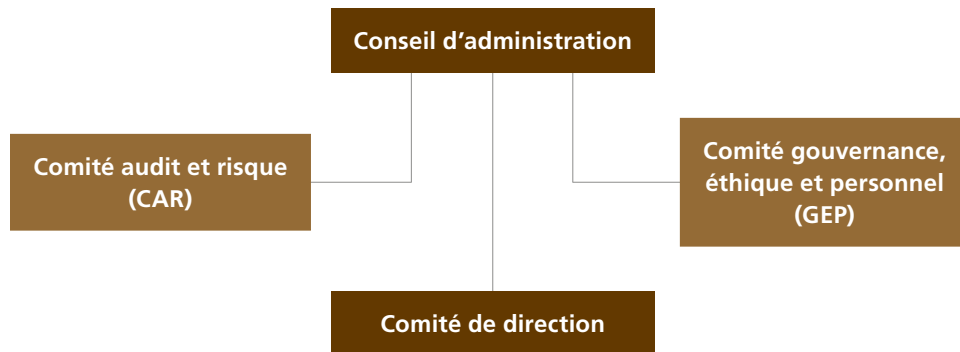 Conseil d’administration
Comité audit et risque
(CAR)
Comité gouvernance,
éthique et personnel
(GEP)
Comité de direction